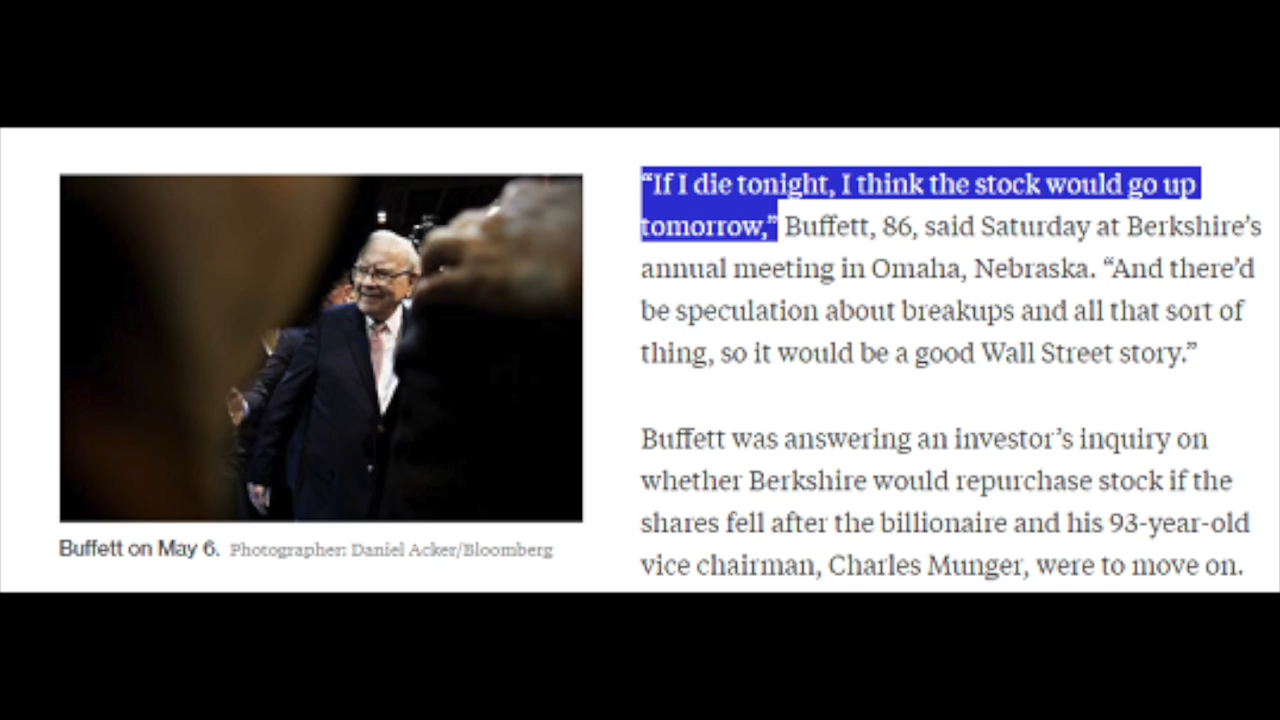 “If I die tonight, I think the stock would go up
tomorrow,” Buffett, 86, said Saturday at Berkshire’s
annual meeting in Omaha, Nebraska. “And there’d
be speculation about breakups and all that sort of
thing, so it would be a good Wall Street story.”
Buffett was answering an investor’s inquiry on
whether Berkshire would repurchase stock if the
shares fell after the billionaire and his 93-year-old
vice chairman, Charles Munger, were to move on.
Buffett on May 6. Photographer: Daniel Acker/Bloomberg